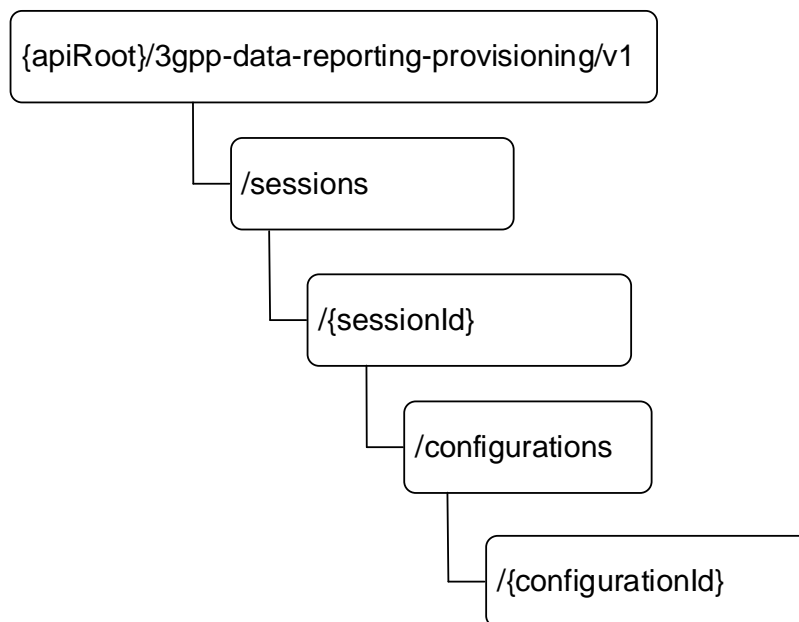 {apiRoot}/3gpp-data-reporting-provisioning/v1
/sessions
/{sessionId}
/configurations
/{configurationId}